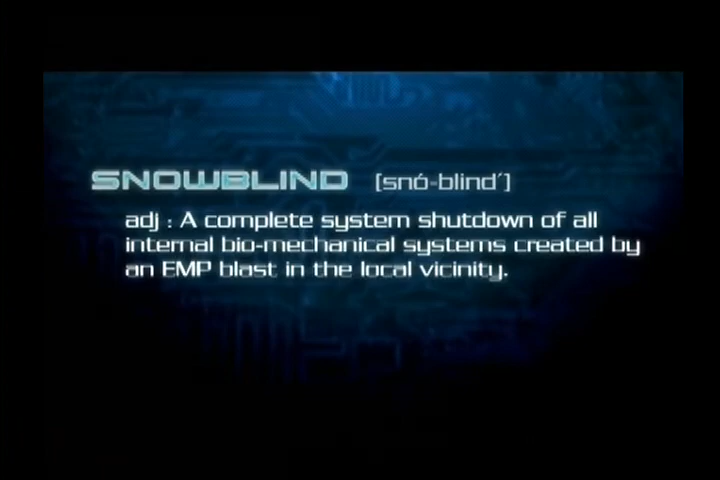 SNOWBLIND [snó-blind´]
adj : A complete system shutdown of all
internal bio-mechanical systems created by
an EMP blast in the local vicinity.